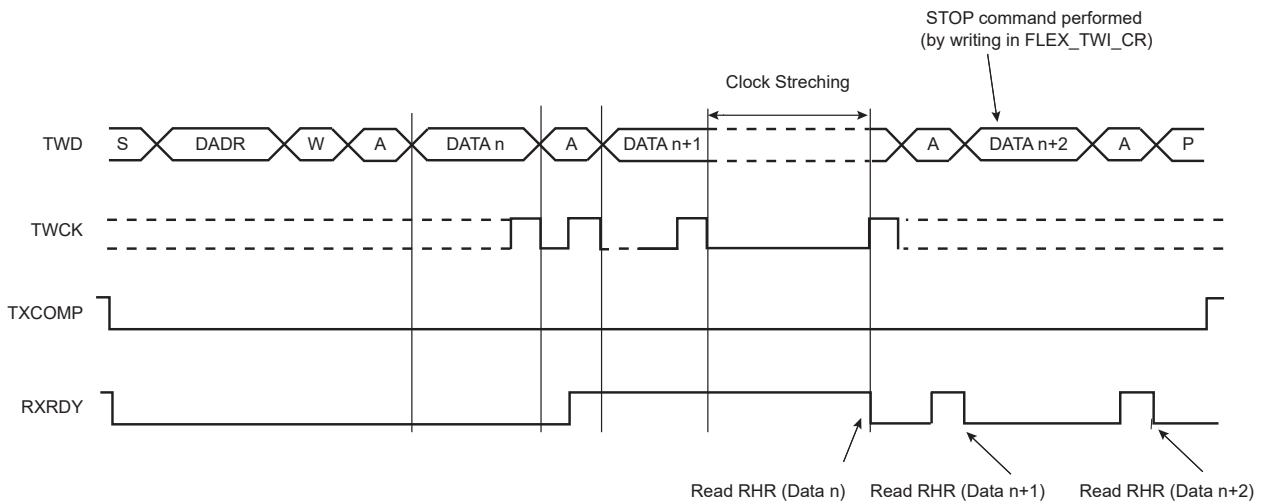 STOP command performed
(by writing in FLEX_TWI_CR)
Clock Streching
TWD S DADR W A DATA n A DATA n+1 A DATA n+2 A P
TWCK
TXCOMP
RXRDY
Read RHR (Data n) Read RHR (Data n+1) Read RHR (Data n+2)